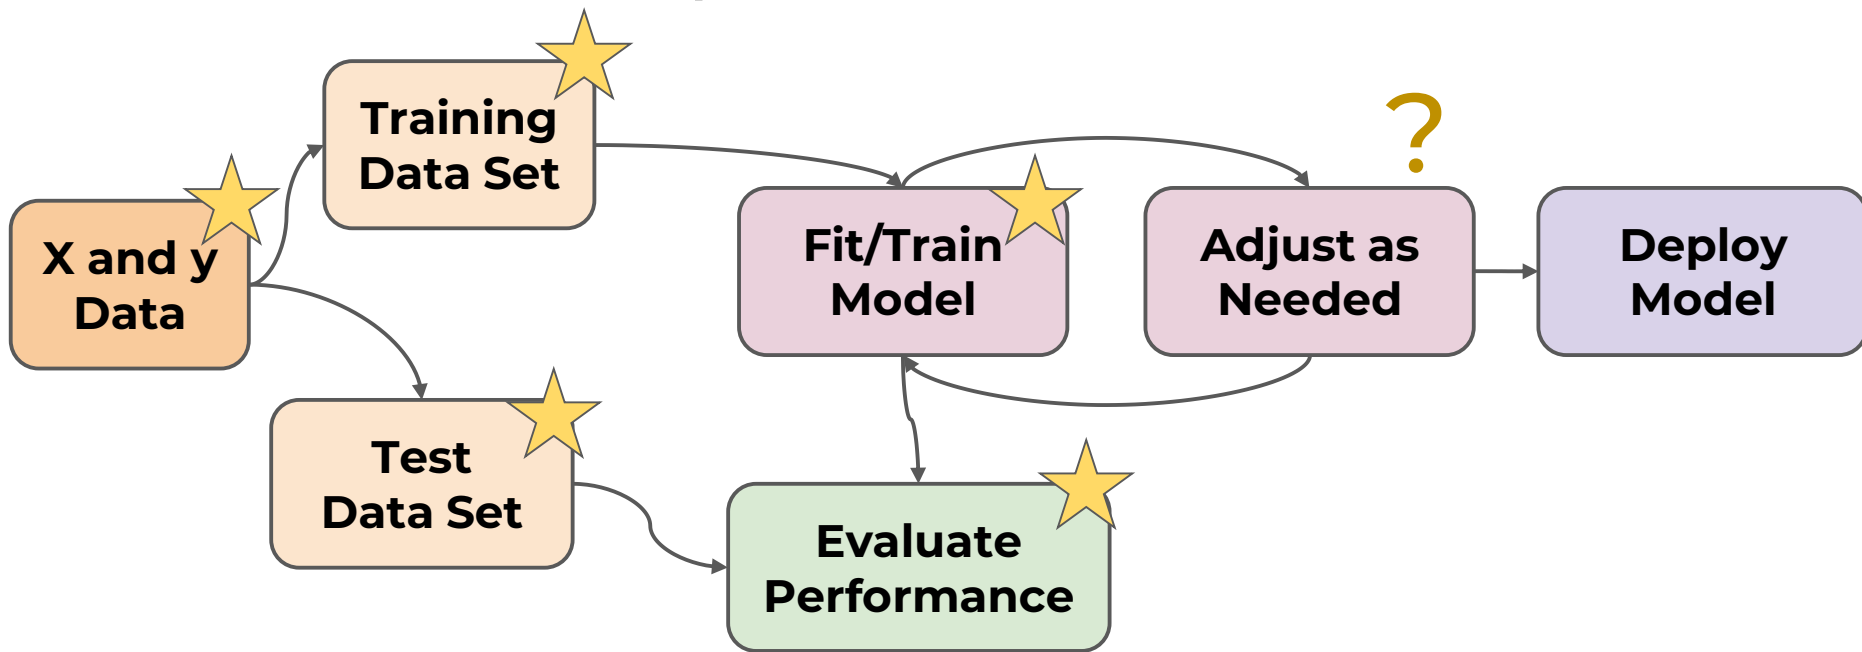 Training
Data Set
X and y
Data
Test
Data Set
Fit/Train
Model
Evaluate
Performance
?
Adjust as
Needed
Deploy
Model